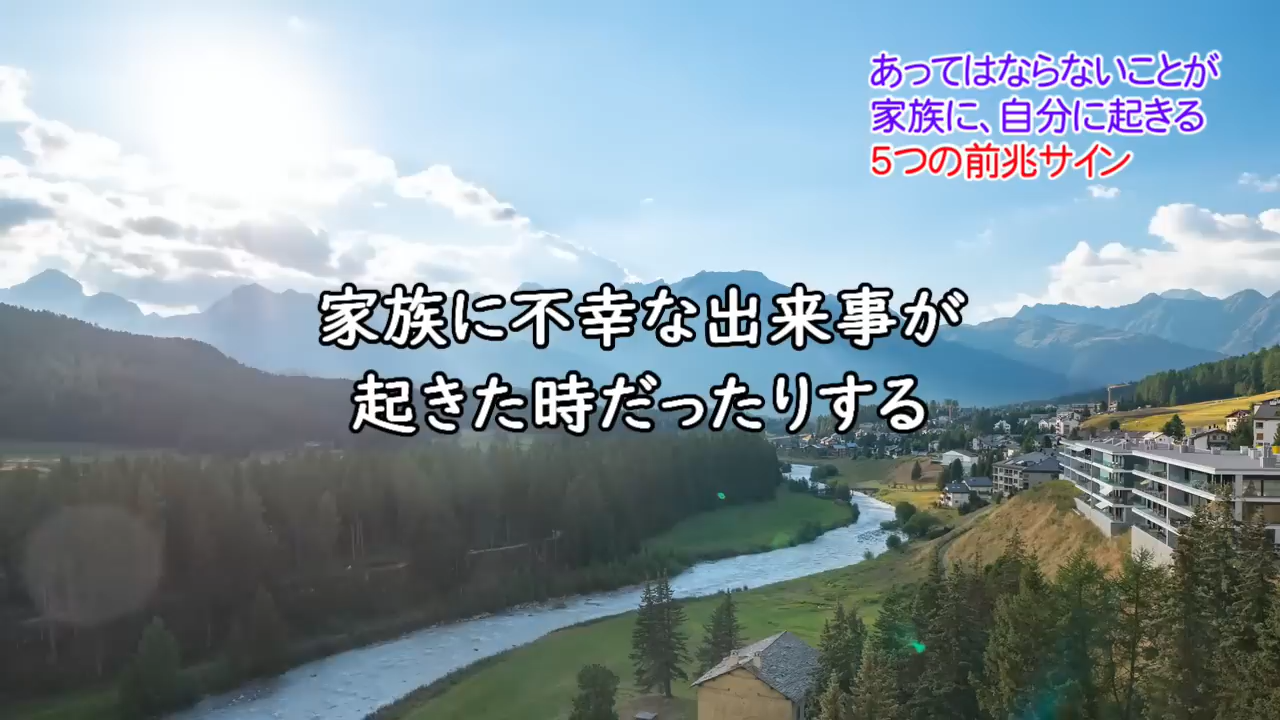 あってはならないことが
家族に、自分に起きる
5つの前兆サイン
家族に不幸な出来事が
起きた時だったりする